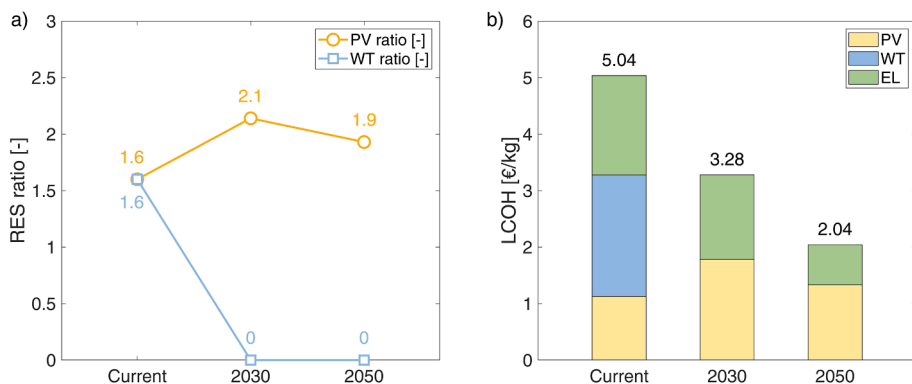 a)
3
2.5
2
1.5
1
0.5
0
RES ratio [-]
PV ratio [-]
WT ratio [-]
1.6
1.6
2.1
1.9
0
0
Current
2030
2050
b)
6
5
4
3
2
1
0
LCOH [€/kg]
PV
WT
EL
5.04
3.28
2.04
Current
2030
2050